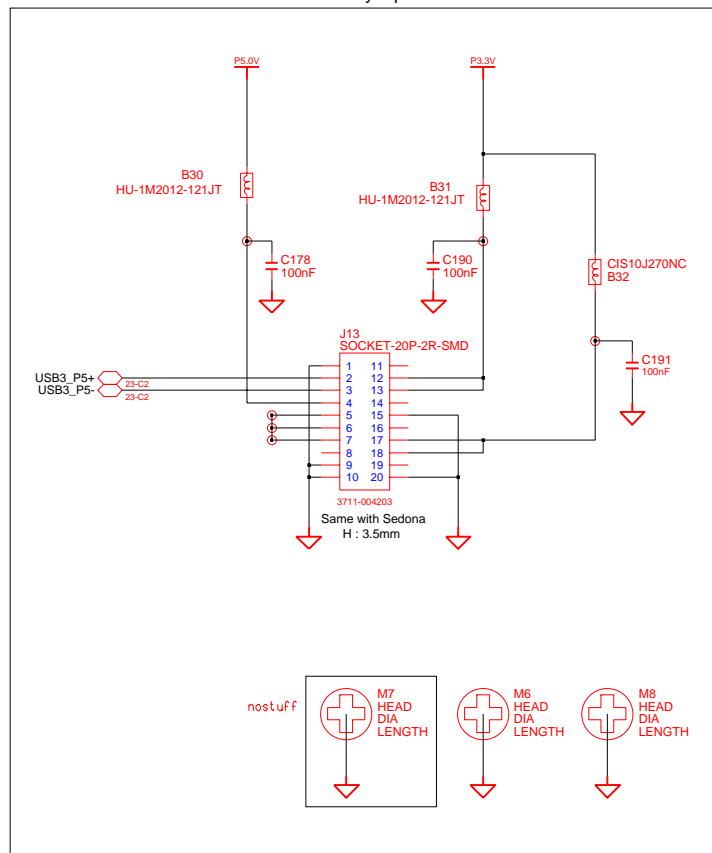 P5.0V
P3.3V
B30
HU-1M2012-121JT
B31
HU-1M2012-121JT
CIS10J270NC
B32
C178
100nF
C190
100nF
C191
100nF
J13
SOCKET-20P-2R-SMD
USB3_P5+
23-C2
USB3_P5-
23-C2
1 11
2 12
3 13
4 14
5 15
6 16
7 17
8 18
9 19
10 20
3711-004203
Same with Sedona
H : 3.5mm
nostuff
M7
HEAD
DIA
LENGTH
M6
HEAD
DIA
LENGTH
M8
HEAD
DIA
LENGTH